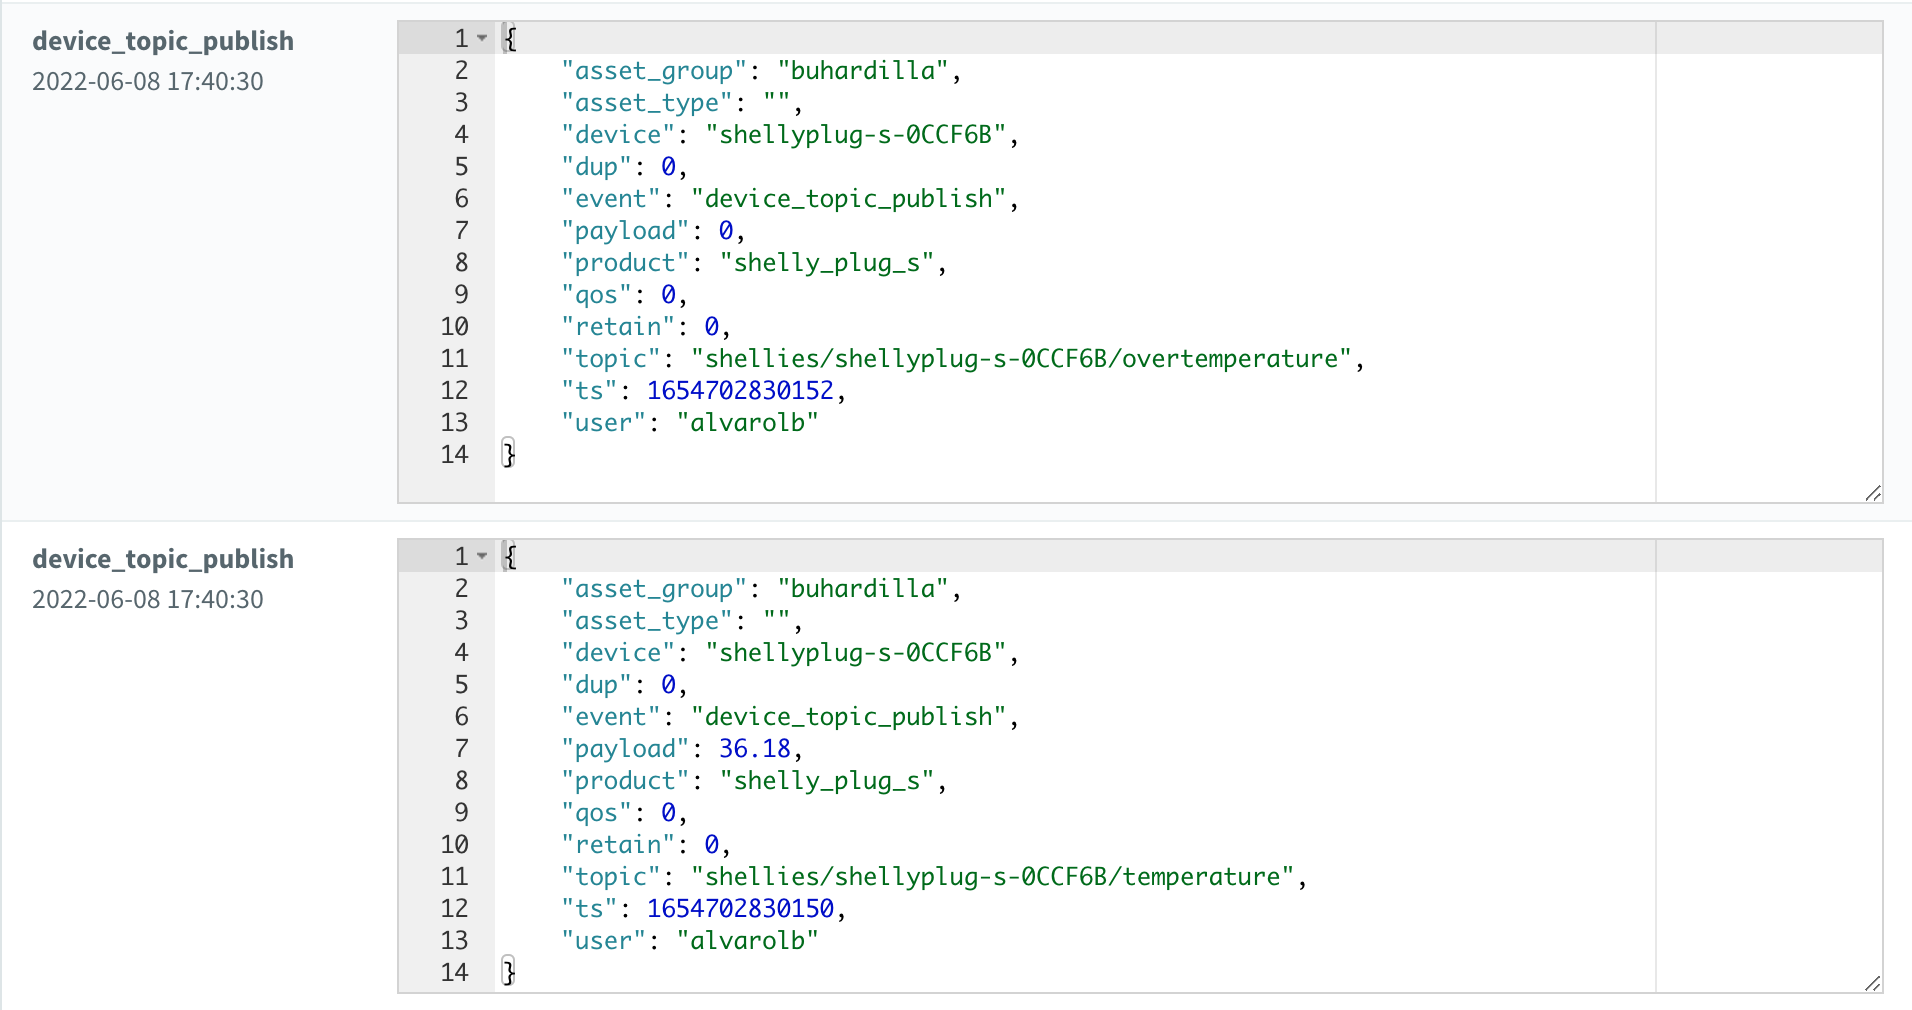 device_topic_publish
2022-06-08 17:40:30
1 {
2 "asset_group": "buhardilla",
3 "asset_type": "",
4 "device": "shellyplug-s-0CCF6B",
5 "dup": 0,
6 "event": "device_topic_publish",
7 "payload": 0,
8 "product": "shelly_plug_s",
9 "qos": 0,
10 "retain": 0,
11 "topic": "shellies/shellyplug-s-0CCF6B/overtemperature",
12 "ts": 1654702830152,
13 "user": "alvarolb"
14 }
device_topic_publish
2022-06-08 17:40:30
1 {
2 "asset_group": "buhardilla",
3 "asset_type": "",
4 "device": "shellyplug-s-0CCF6B",
5 "dup": 0,
6 "event": "device_topic_publish",
7 "payload": 36.18,
8 "product": "shelly_plug_s",
9 "qos": 0,
10 "retain": 0,
11 "topic": "shellies/shellyplug-s-0CCF6B/temperature",
12 "ts": 1654702830150,
13 "user": "alvarolb"
14 }